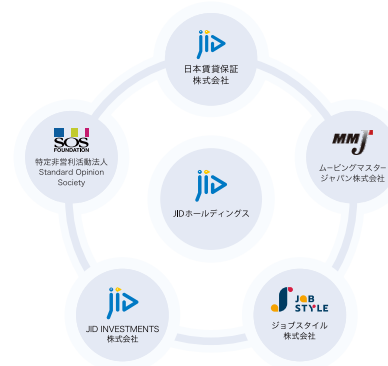 JID
日本賃貸保証
株式会社
SOS
FOUNDATION
特定非営利活動法人
Standard Opinion
Society
MMJ
ムービングマスター
ジャパン株式会社
JID
JIDホールディングス
JID
JID INVESTMENTS
株式会社
JOB
STYLE
ジョブスタイル
株式会社